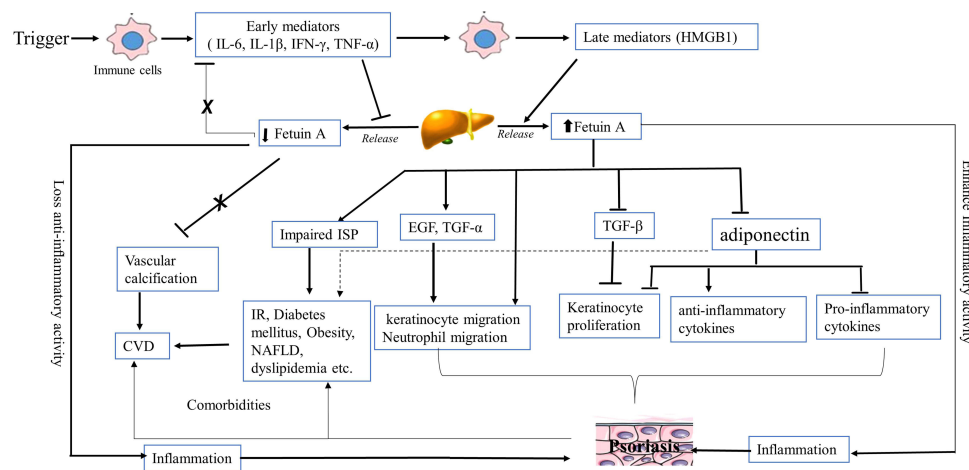 Trigger
Immune cells
Early mediators
( IL-6, IL-1β, IFN-γ, TNF-α)
Late mediators (HMGB1)
X
Fetuin A
Release
Release
Fetuin A
Loss anti-inflammatory activity
Enhance inflammatory activity
X
Impaired ISP
EGF, TGF-α
TGF-β
adiponectin
Vascular
calcification
IR, Diabetes
mellitus, Obesity,
NAFLD,
dyslipidemia etc.
keratinocyte migration
Neutrophil migration
Keratinocyte
proliferation
anti-inflammatory
cytokines
Pro-inflammatory
cytokines
CVD
Comorbidities
Psoriasis
Inflammation
Inflammation